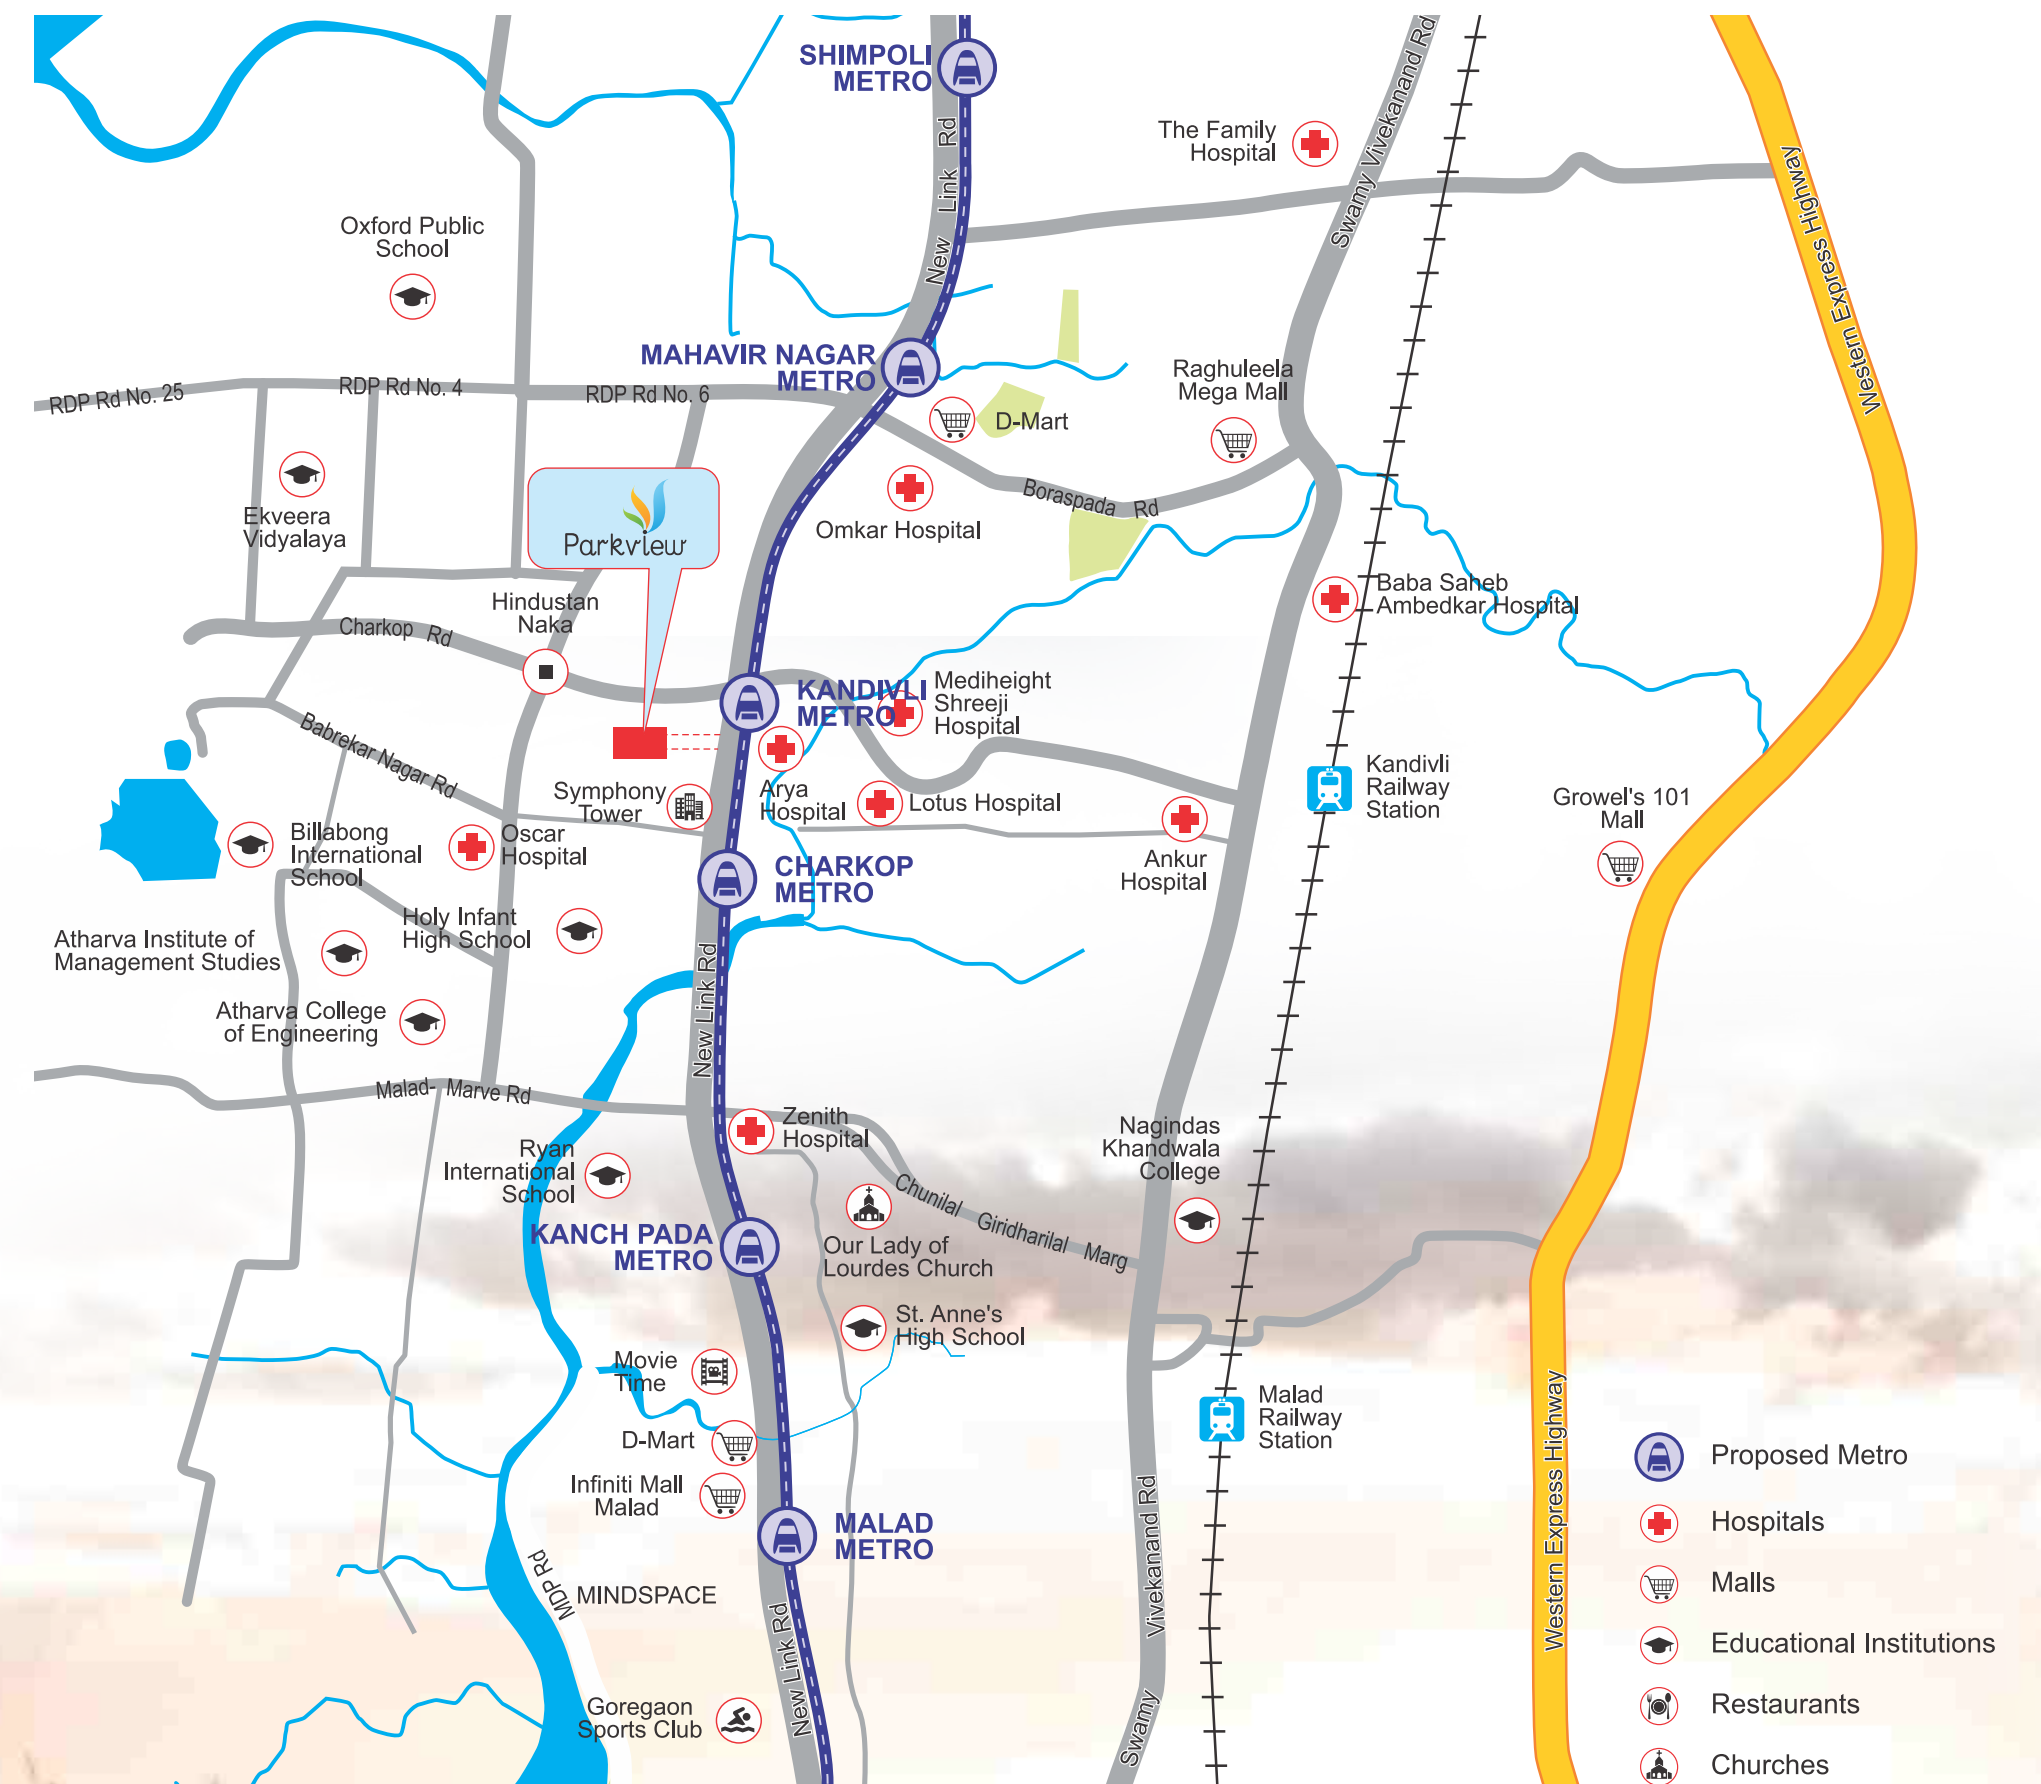 SHIMPOLI
METRO
New Link Rd
Swamy Vivekanand Rd
The Family
Hospital
Western Express Highway
Oxford Public
School
MAHAVIR NAGAR
METRO
Raghuleela
Mega Mall
RDP Rd No. 25
RDP Rd No. 4
RDP Rd No. 6
D-Mart
Boraspada Rd
Omkar Hospital
Ekveera
Vidyalaya
Parkview
Baba Saheb
Ambedkar Hospital
Hindustan
Naka
Charkop Rd
KANDIVLI
METRO
Mediheight
Shreeji
Hospital
Babrekar Nagar Rd
Kandivli
Railway
Station
Symphony
Tower
Arya
Hospital
Lotus Hospital
Growel's 101
Mall
Billabong
International
School
Oscar
Hospital
Ankur
Hospital
CHARKOP
METRO
Holy Infant
High School
Atharva Institute of
Management Studies
New Link Rd
Atharva College
of Engineering
Malad- Marve Rd
Zenith
Hospital
Nagindas
Khandwala
College
Ryan
International
School
Chunilal Giridharilal Marg
KANCH PADA
METRO
Our Lady of
Lourdes Church
St. Anne's
High School
Movie
Time
Malad
Railway
Station
Western Express Highway
D-Mart
Infiniti Mall
Malad
MALAD
METRO
Swamy Vivekanand Rd
MDP Rd
MINDSPACE
New Link Rd
Goregaon
Sports Club
Proposed Metro
Hospitals
Malls
Educational Institutions
Restaurants
Churches